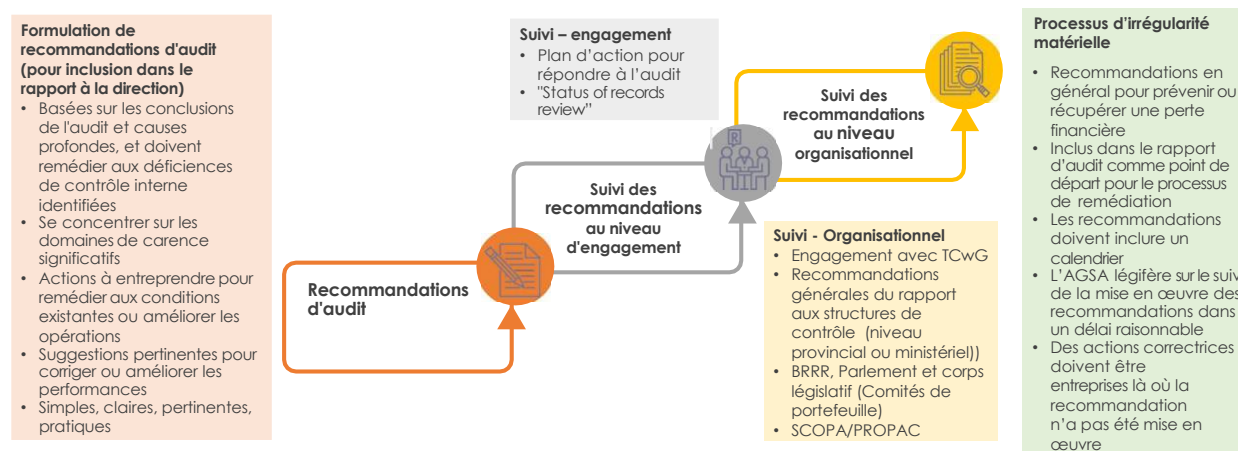 Formulation de
recommandations d'audit
(pour inclusion dans le
rapport à la direction)
• Basées sur les conclusions
de l'audit et causes
profondes, et doivent
remédier aux déficiences
de contrôle interne
identifiées
• Se concentrer sur les
domaines de carence
significatifs
• Actions à entreprendre pour
remédier aux conditions
existantes ou améliorer les
opérations
• Suggestions pertinentes pour
corriger ou améliorer les
performances
• Simples, claires, pertinentes,
pratiques
Recommandations
d'audit
Suivi – engagement
• Plan d’action pour
répondre à l’audit
• "Status of records
review”
Suivi des
recommandations
au niveau
d'engagement
R
Suivi des
recommandations
au niveau
organisationnel
Suivi - Organisationnel
• Engagement avec TCwG
• Recommandations
générales du rapport
aux structures de
contrôle (niveau
provincial ou ministériel))
• BRRR, Parlement et corps
législatif (Comités de
portefeuille)
• SCOPA/PROPAC
Processus d’irrégularité
matérielle
• Recommandations en
général pour prévenir ou
récupérer une perte
financière
• Inclus dans le rapport
d’audit comme point de
départ pour le processus
de remédiation
• Les recommandations
doivent inclure un
calendrier
• L’AGSA légifère sur le suiv
de la mise en œuvre des
recommandations dans
un délai raisonnable
• Des actions correctrices
doivent être
entreprises là où la
recommandation
n’a pas été mise en
œuvre